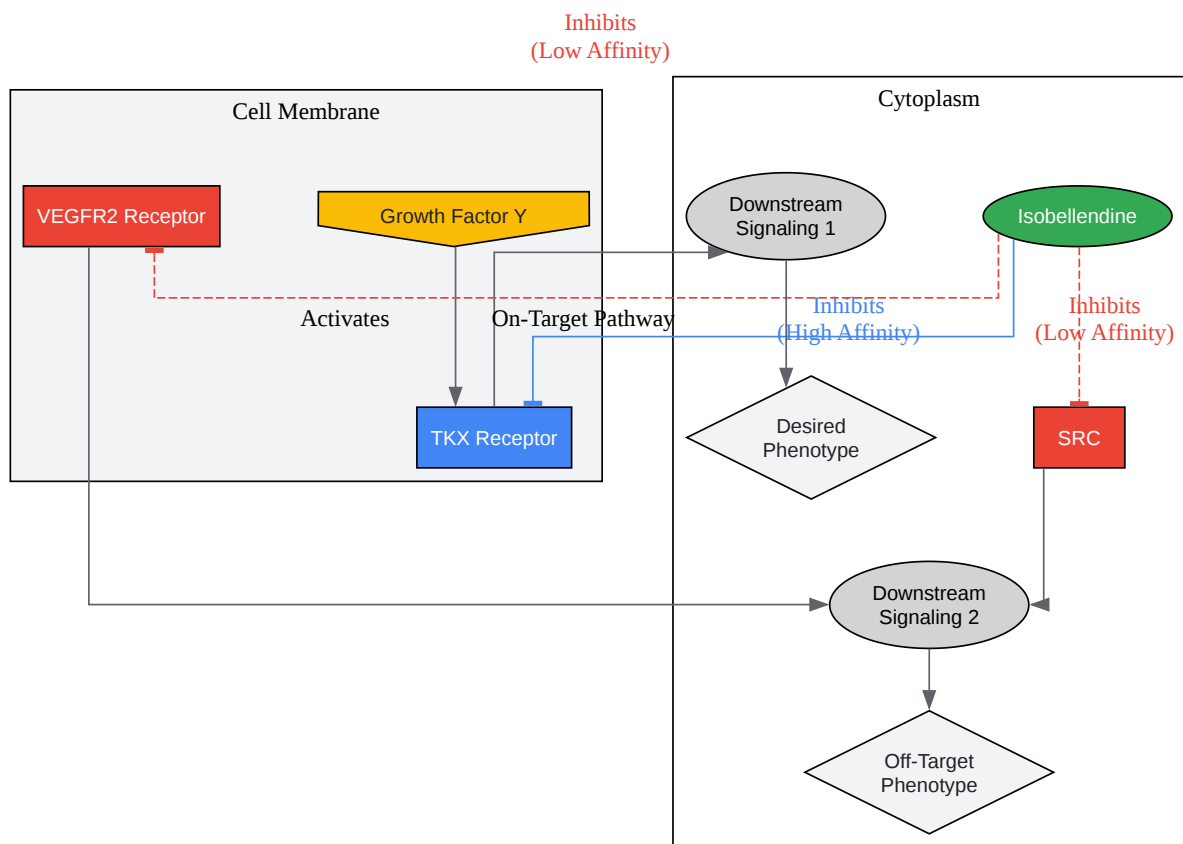 Inhibits
(Low Affinity)
Cell Membrane
Cytoplasm
VEGFR2 Receptor
Growth Factor Y
Downstream
Signaling 1
Isobellendine
Activates
On-Target Pathway
Inhibits
(High Affinity)
Inhibits
(Low Affinity)
TKX Receptor
Desired
Phenotype
SRC
Downstream
Signaling 2
Off-Target
Phenotype